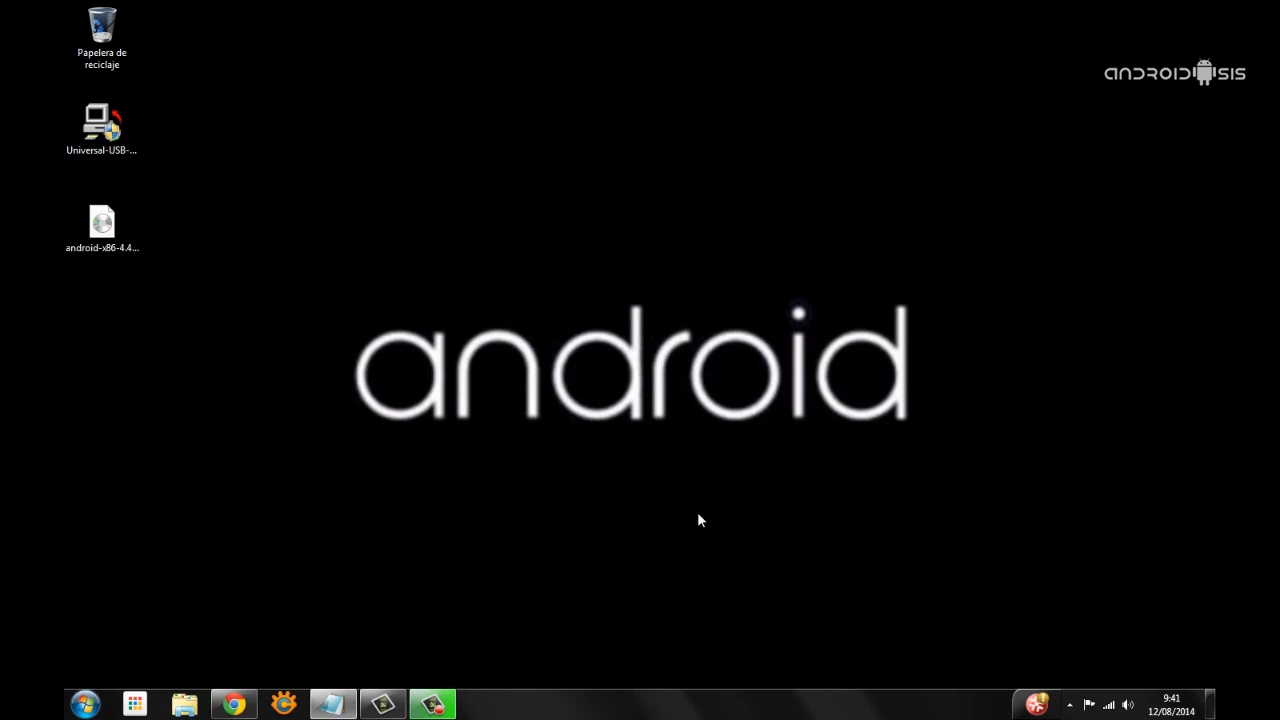 Papelera de
reciclaje
ANDROIDSIS
Universal-USB-...
android-x86-4.4...
android
9:41
12/08/2014